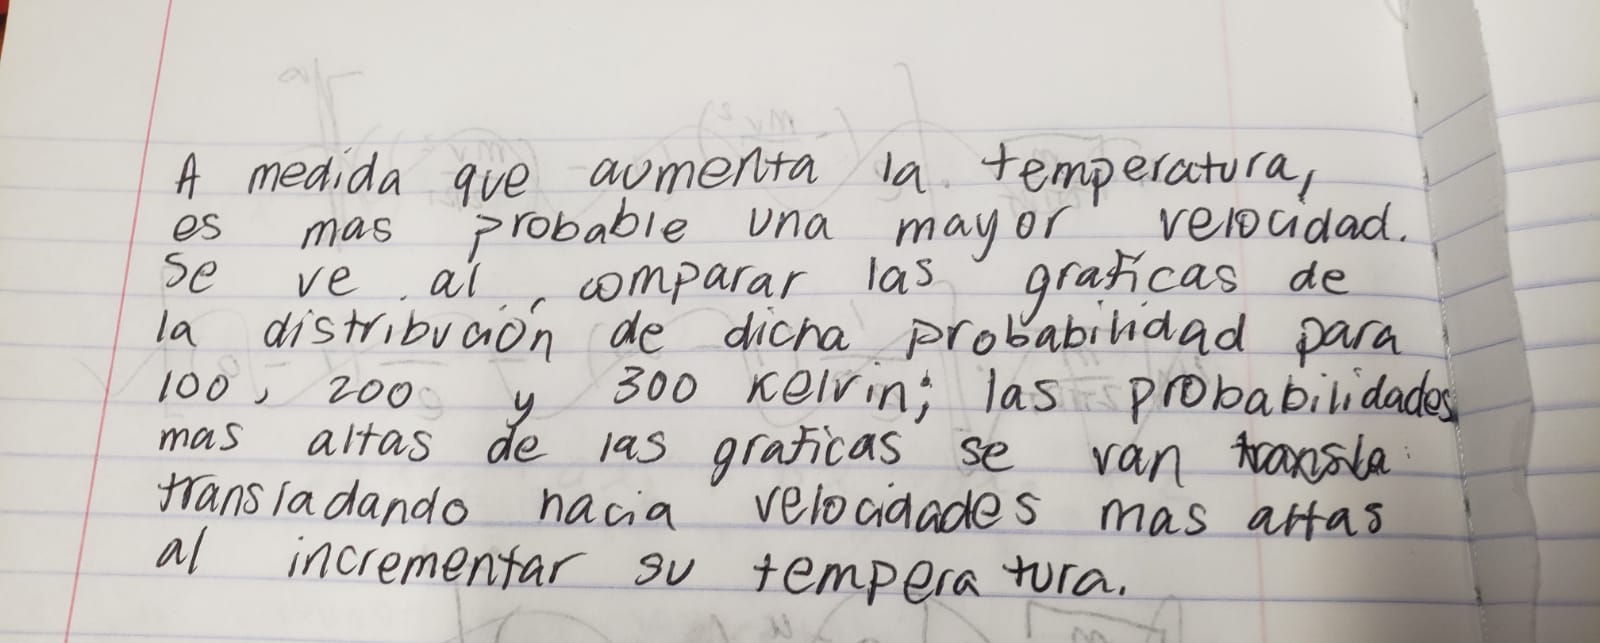 A medida que aumenta la temperatura,
es mas probable una mayor velocidad.
Se ve al comparar las graficas de
la distribución de dicha probabilidad para
100, 200 y 300 Kelvin; las probabilidades
mas altas de las graficas se van transla
transladando hacia velocidades mas altas
al incrementar su temperatura.